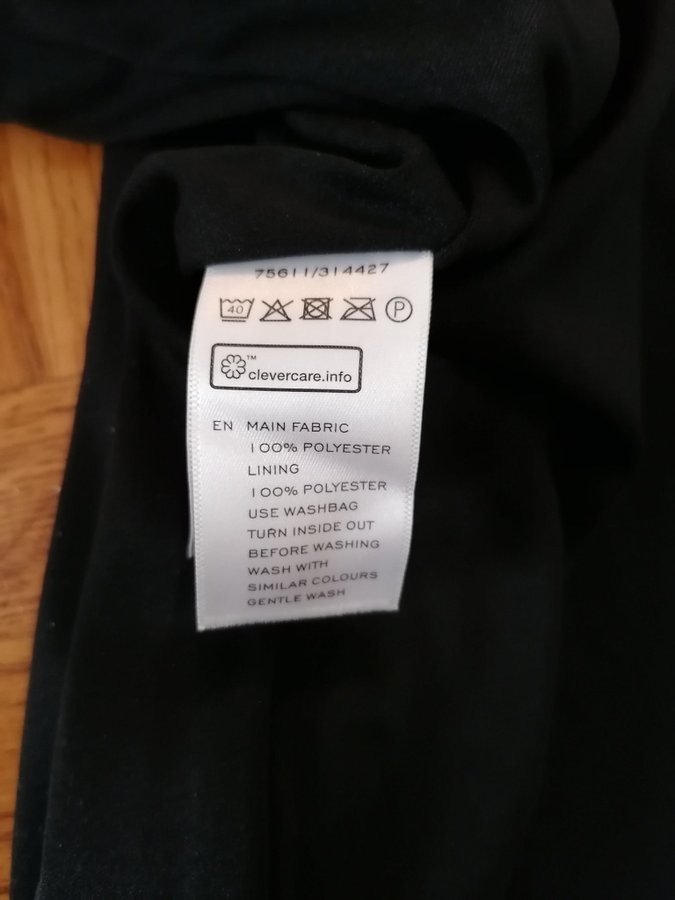 75611/314427
40 P
™
clevercare.info
EN MAIN FABRIC
100% POLYESTER
LINING
100% POLYESTER
USE WASHBAG
TURN INSIDE OUT
BEFORE WASHING
WASH WITH
SIMILAR COLOURS
GENTLE WASH